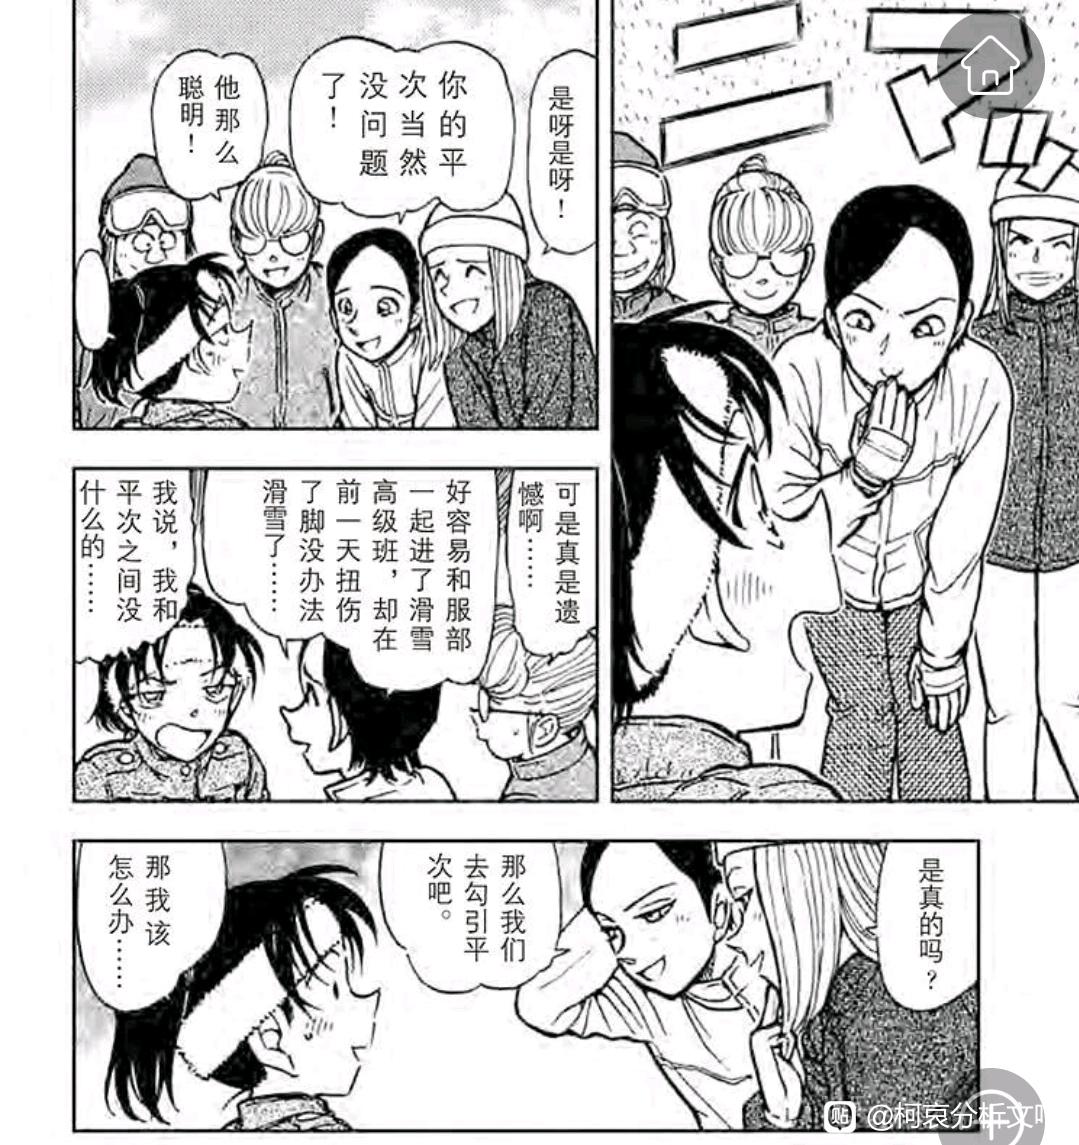 是呀是呀！
你的平
次当然
没问题
了！
他那么
聪明！
可是真是遗
憾啊……
好容易和服部
一起进了滑雪
高级班，却在
前一天扭伤
了脚没办法
滑雪了……
我说，我和
平次之间没
什么的……
是真的吗？
那么我们
去勾引平
次吧。
那我该
怎么办……
贴 @柯哀分析文